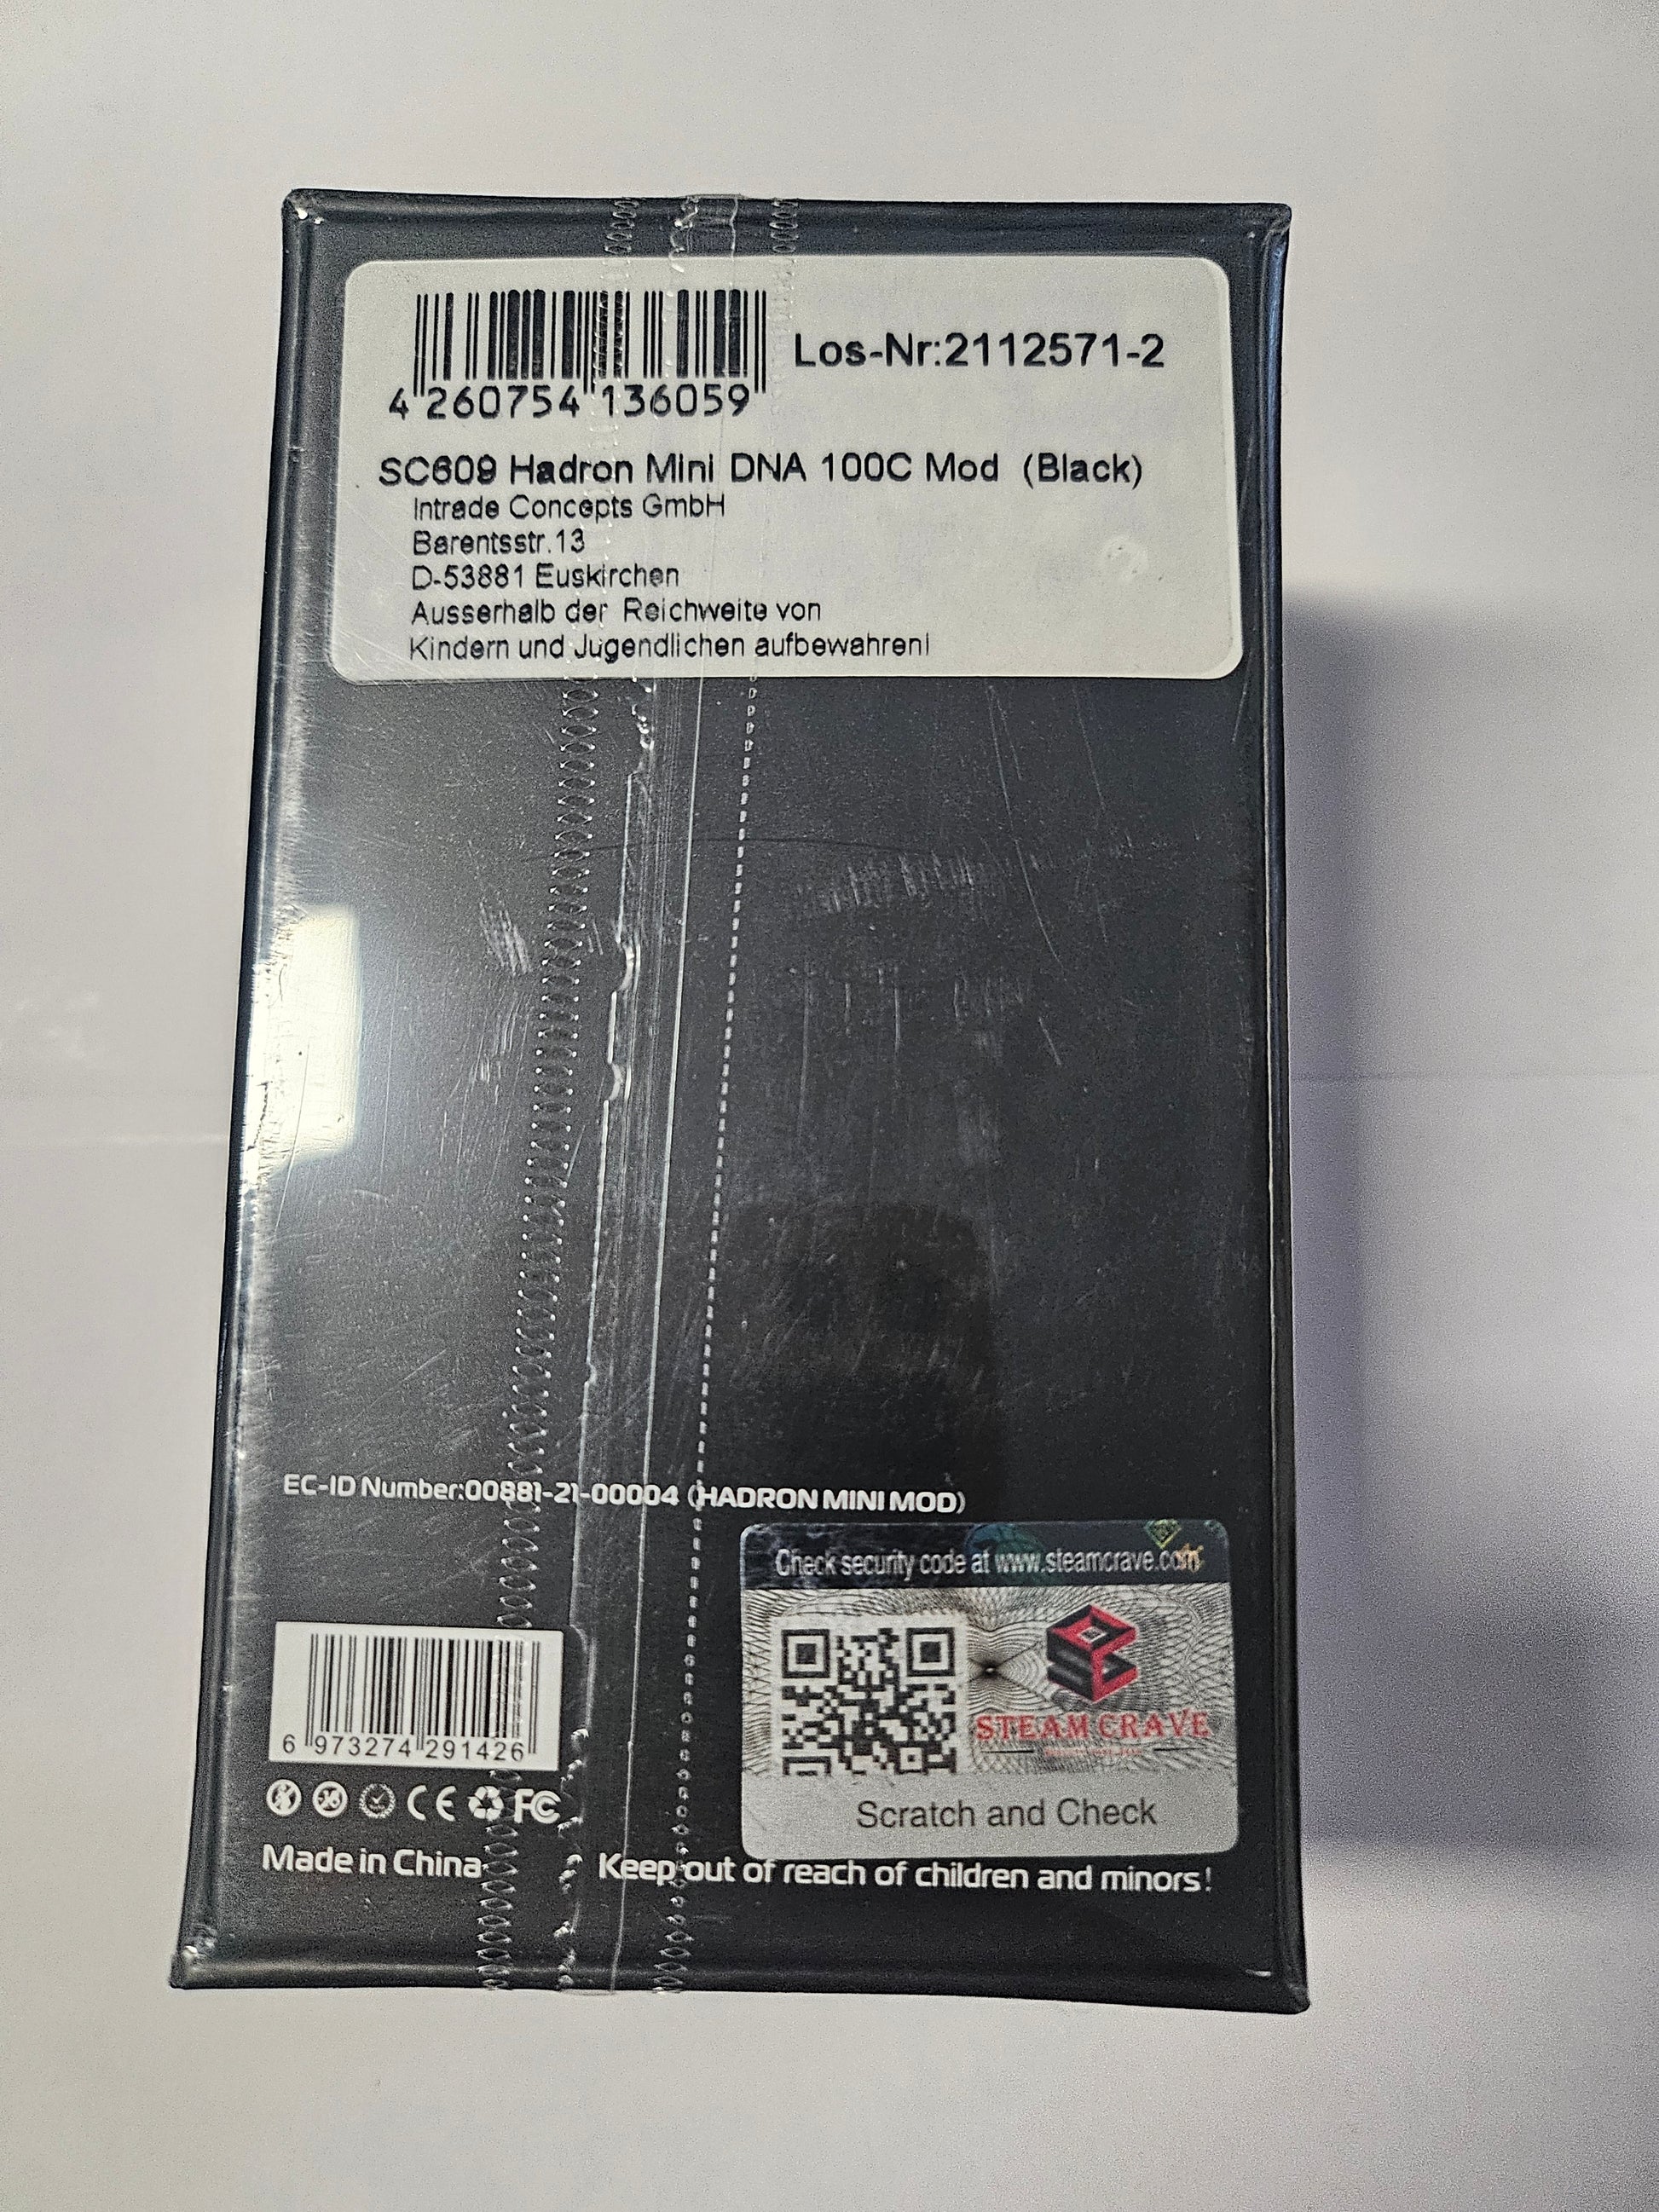 Los-Nr:2112571-2
4 260754 136059
SC609 Hadron Mini DNA 100C Mod (Black)
Intrade Concepts GmbH
Barentsstr.13
D-53881 Euskirchen
Ausserhalb der Reichweite von
Kindern und Jugendlichen aufbewahren!
EC-ID Number:00881-21-00004 (HADRON MINI MOD)
Check security code at www.steamcrave.com
STEAM CRAVE
Scratch and Check
6 973274 291426
CE FC
Made in China
Keep out of reach of children and minors!